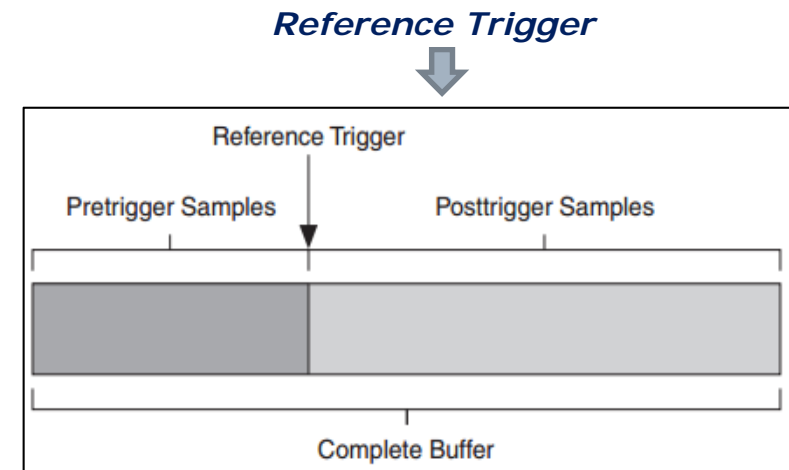 Reference Trigger
Reference Trigger
Pretrigger Samples
Posttrigger Samples
Complete Buffer